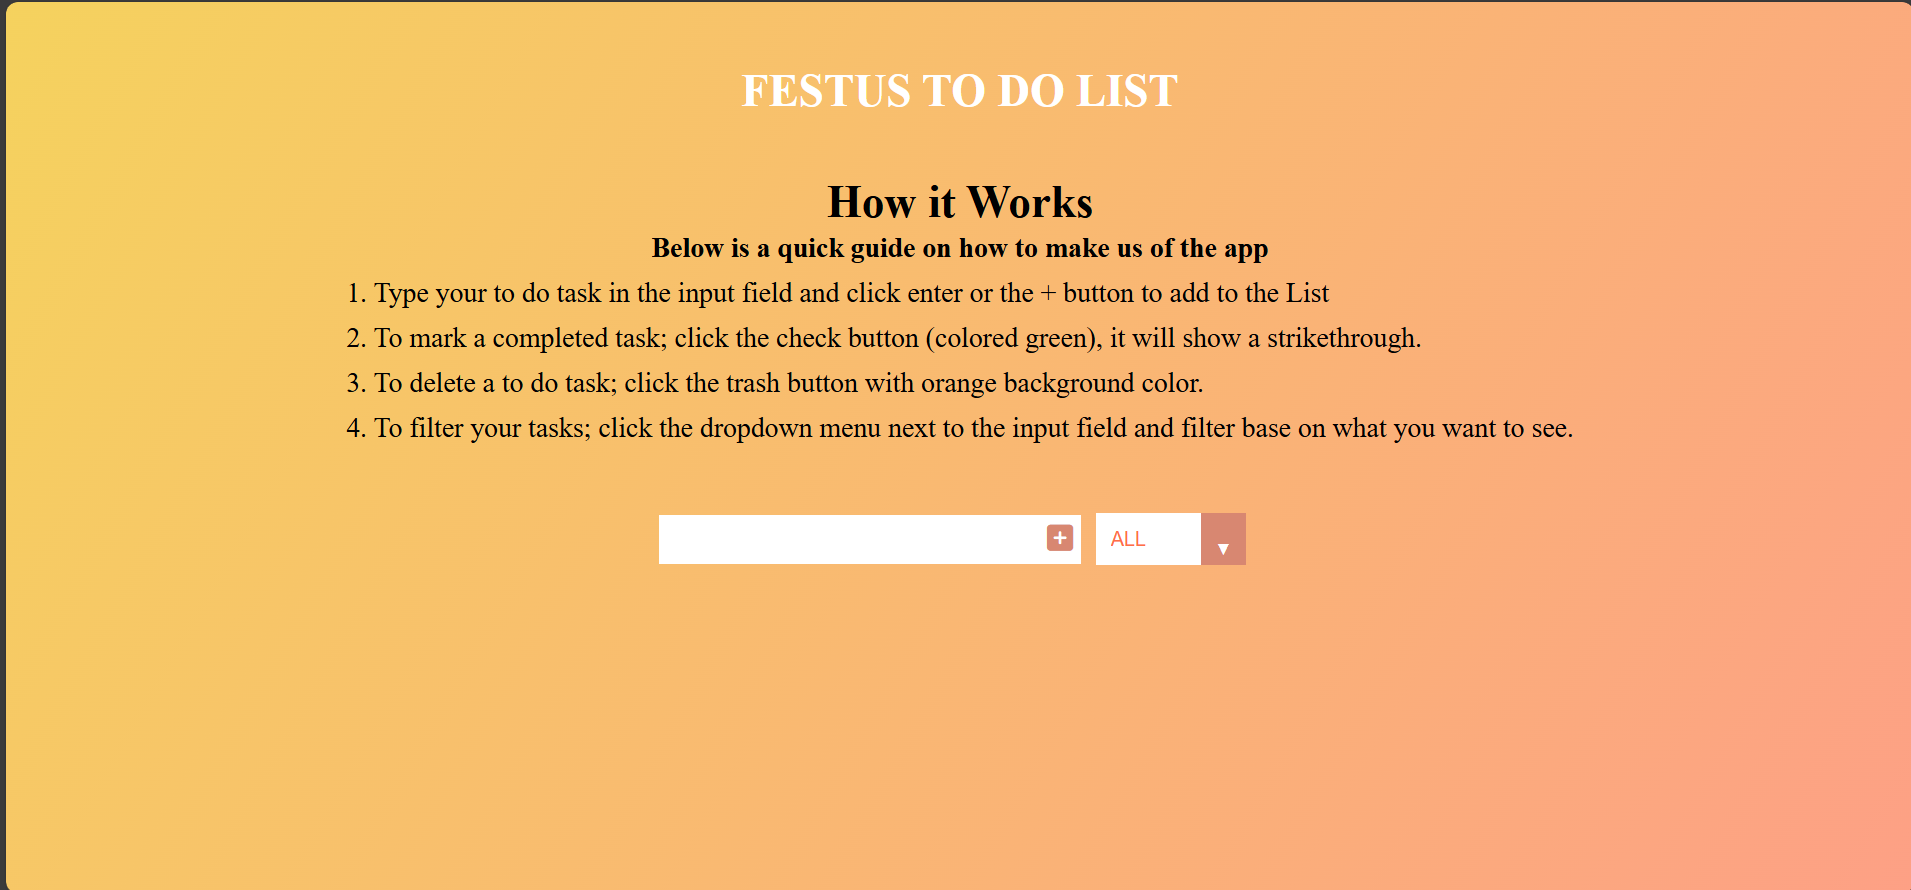 FESTUS TO DO LIST
How it Works
Below is a quick guide on how to make us of the app
1. Type your to do task in the input field and click enter or the + button to add to the List
2. To mark a completed task; click the check button (colored green), it will show a strikethrough.
3. To delete a to do task; click the trash button with orange background color.
4. To filter your tasks; click the dropdown menu next to the input field and filter base on what you want to see.
ALL